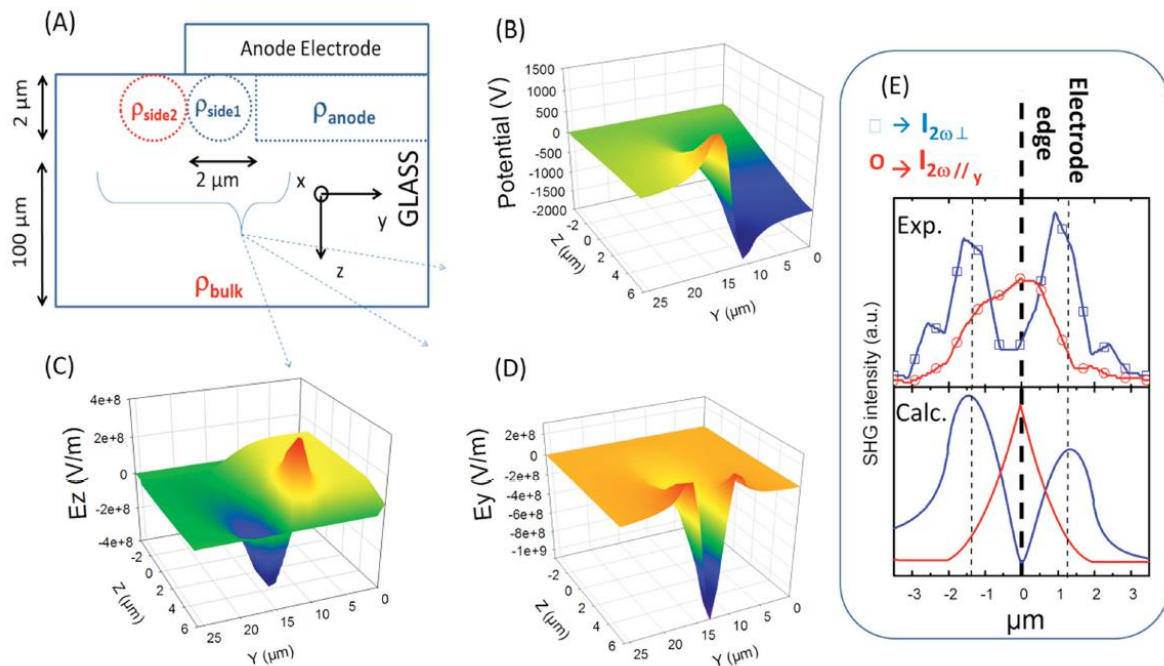 (A)
Anode Electrode
2 μm
ρside2
ρside1
ρanode
2 μm
x
y
z
GLASS
100 μm
ρbulk
(B)
1500
1000
500
0
-500
-1000
-1500
-2000
Potential (V)
-2
0
2
4
6
Z (μm)
25
20
15
10
5
0
Y (μm)
(C)
4e+8
2e+8
0
-2e+8
-4e+8
Ez (V/m)
-2
0
2
4
6
Z (μm)
25
20
15
10
5
0
Y (μm)
(D)
2e+8
0
-2e+8
-4e+8
-6e+8
-8e+8
-1e+9
Ey (V/m)
-2
0
2
4
6
Z (μm)
25
20
15
10
5
0
Y (μm)
(E)
Electrode
edge
□ → I2ω⊥
O → I2ω//y
Exp.
Calc.
SHG intensity (a.u.)
-3 -2 -1 0 1 2 3
μm